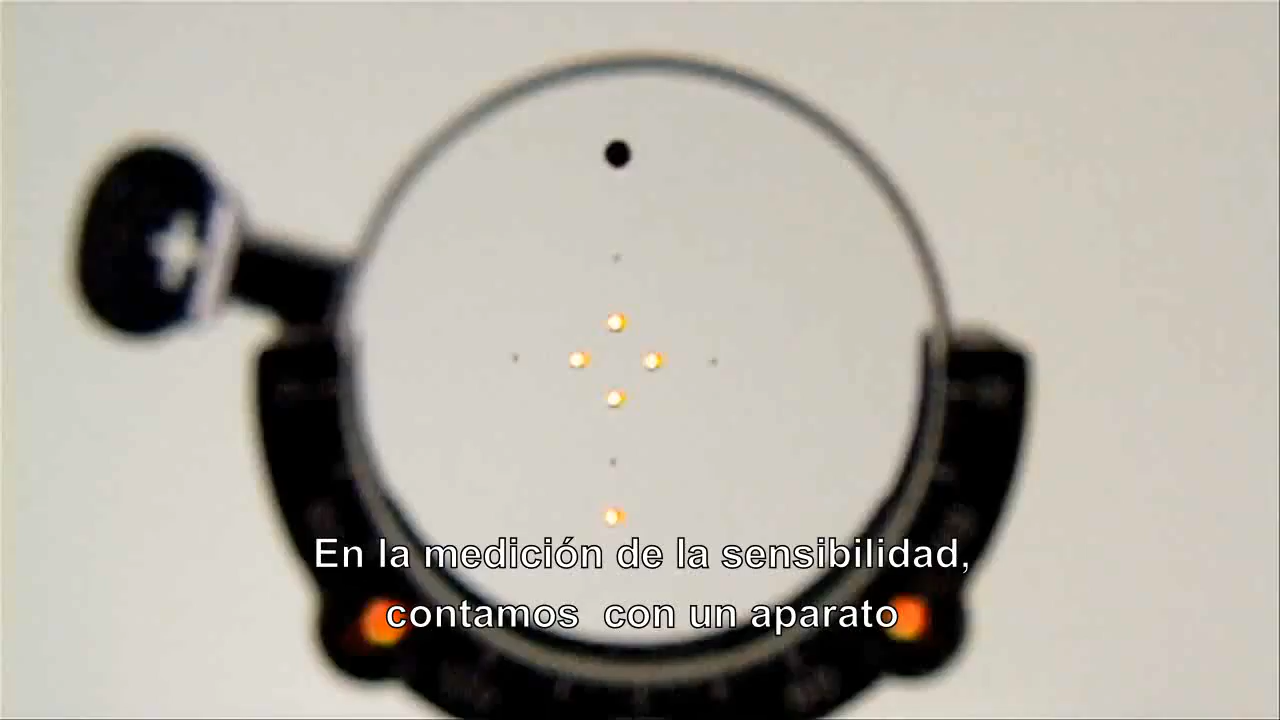 En la medición de la sensibilidad,
contamos con un aparato